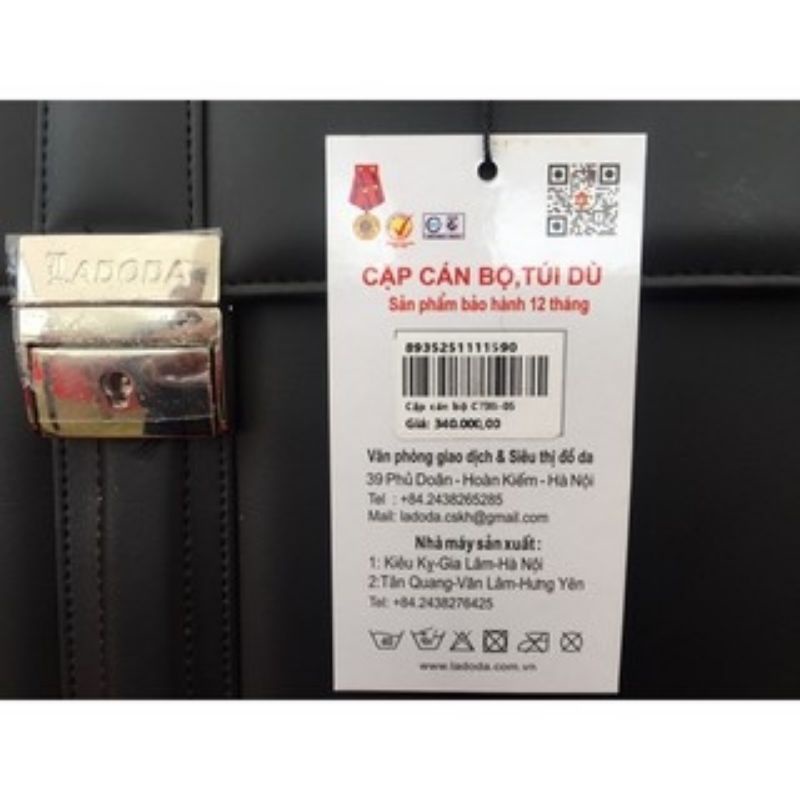 LADODA
CẶP CÁN BỘ,TÚI DÙ
Sản phẩm bảo hành 12 tháng
8935251111590
Cặp cán bộ
Giá: 340.000,00
Văn phòng giao dịch & Siêu thị đồ da
39 Phủ Doãn - Hoàn Kiếm - Hà Nội
Tel : +84.2438265285
Mail: ladoda.cskh@gmail.com
Nhà máy sản xuất :
1: Kiêu Kỵ-Gia Lâm-Hà Nội
2:Tân Quang-Văn Lâm-Hưng Yên
Tel: +84.2438276425
www.ladoda.com.vn